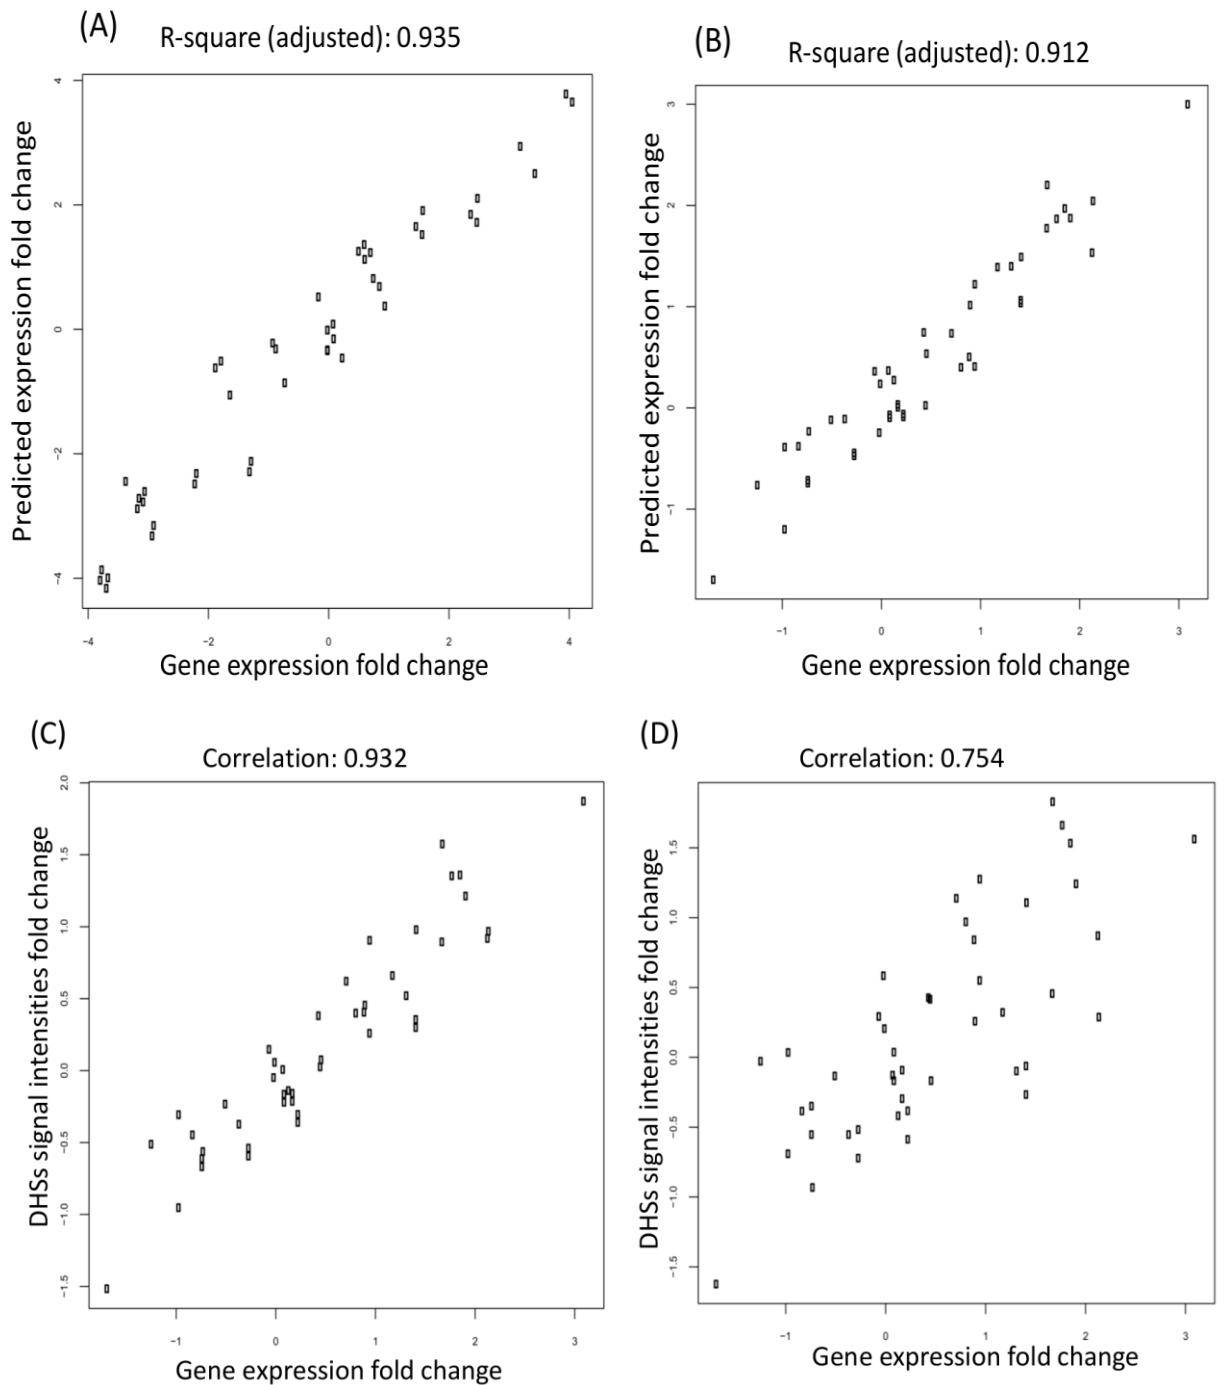 (A)
R-square (adjusted): 0.935
Predicted expression fold change
4
2
0
−2
−4
−4 −2 0 2 4
Gene expression fold change
(B)
R-square (adjusted): 0.912
Predicted expression fold change
3
2
1
0
−1
−1 0 1 2 3
Gene expression fold change
(C)
Correlation: 0.932
DHSs signal intensities fold change
2.0
1.5
1.0
0.5
0.0
−0.5
−1.0
−1.5
−1 0 1 2 3
Gene expression fold change
(D)
Correlation: 0.754
DHSs signal intensities fold change
1.5
1.0
0.5
0.0
−0.5
−1.0
−1.5
−1 0 1 2 3
Gene expression fold change